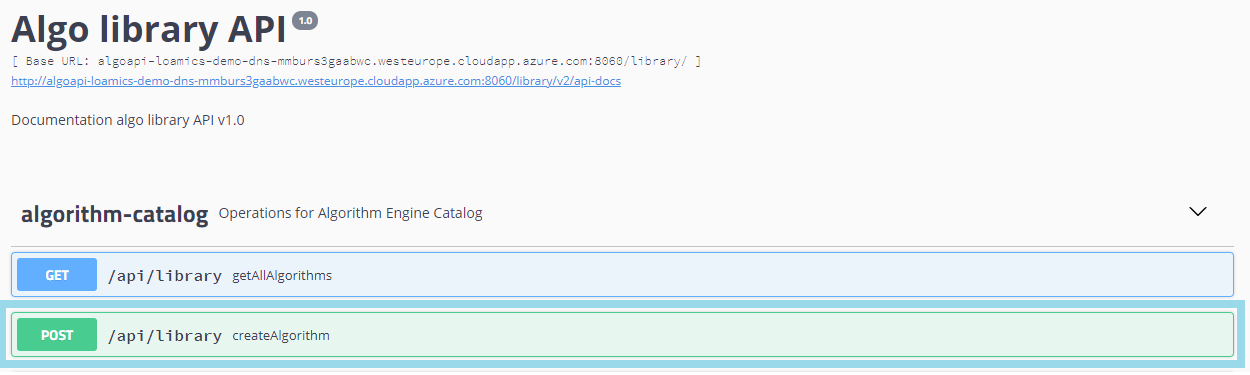 Algo library API 1.0
[ Base URL: algoapi-loamics-demo-dns-mmburs3gaabwc.westeurope.cloudapp.azure.com:8060/library/ ]
http://algoapi-loamics-demo-dns-mmburs3gaabwc.westeurope.cloudapp.azure.com:8060/library/v2/api-docs
Documentation algo library API v1.0
algorithm-catalog Operations for Algorithm Engine Catalog
GET /api/library getAllAlgorithms
POST /api/library createAlgorithm